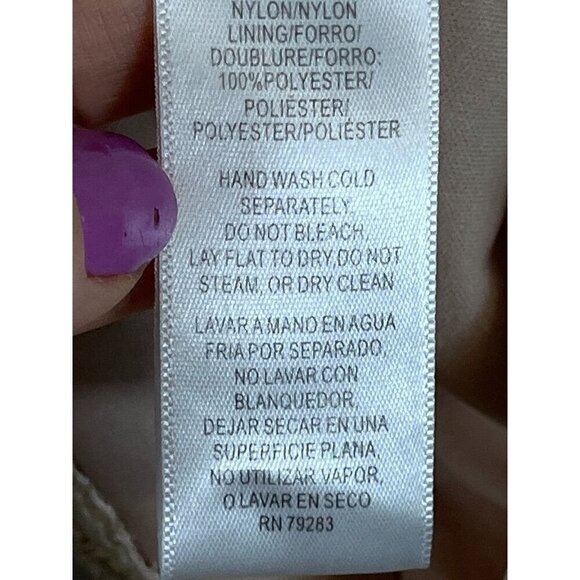 NYLON/NYLON
LINING/FORRO/
DOUBLURE/FORRO:
100%POLYESTER/
POLIÉSTER/
POLYESTER/POLIÉSTER
HAND WASH COLD
SEPARATELY,
DO NOT BLEACH,
LAY FLAT TO DRY, DO NOT
STEAM, OR DRY CLEAN
LAVAR A MANO EN AGUA
FRIA POR SEPARADO,
NO LAVAR CON
BLANQUEDOR,
DEJAR SECAR EN UNA
SUPERFICIE PLANA,
NO UTILIZAR VAPOR,
O LAVAR EN SECO
RN 79283